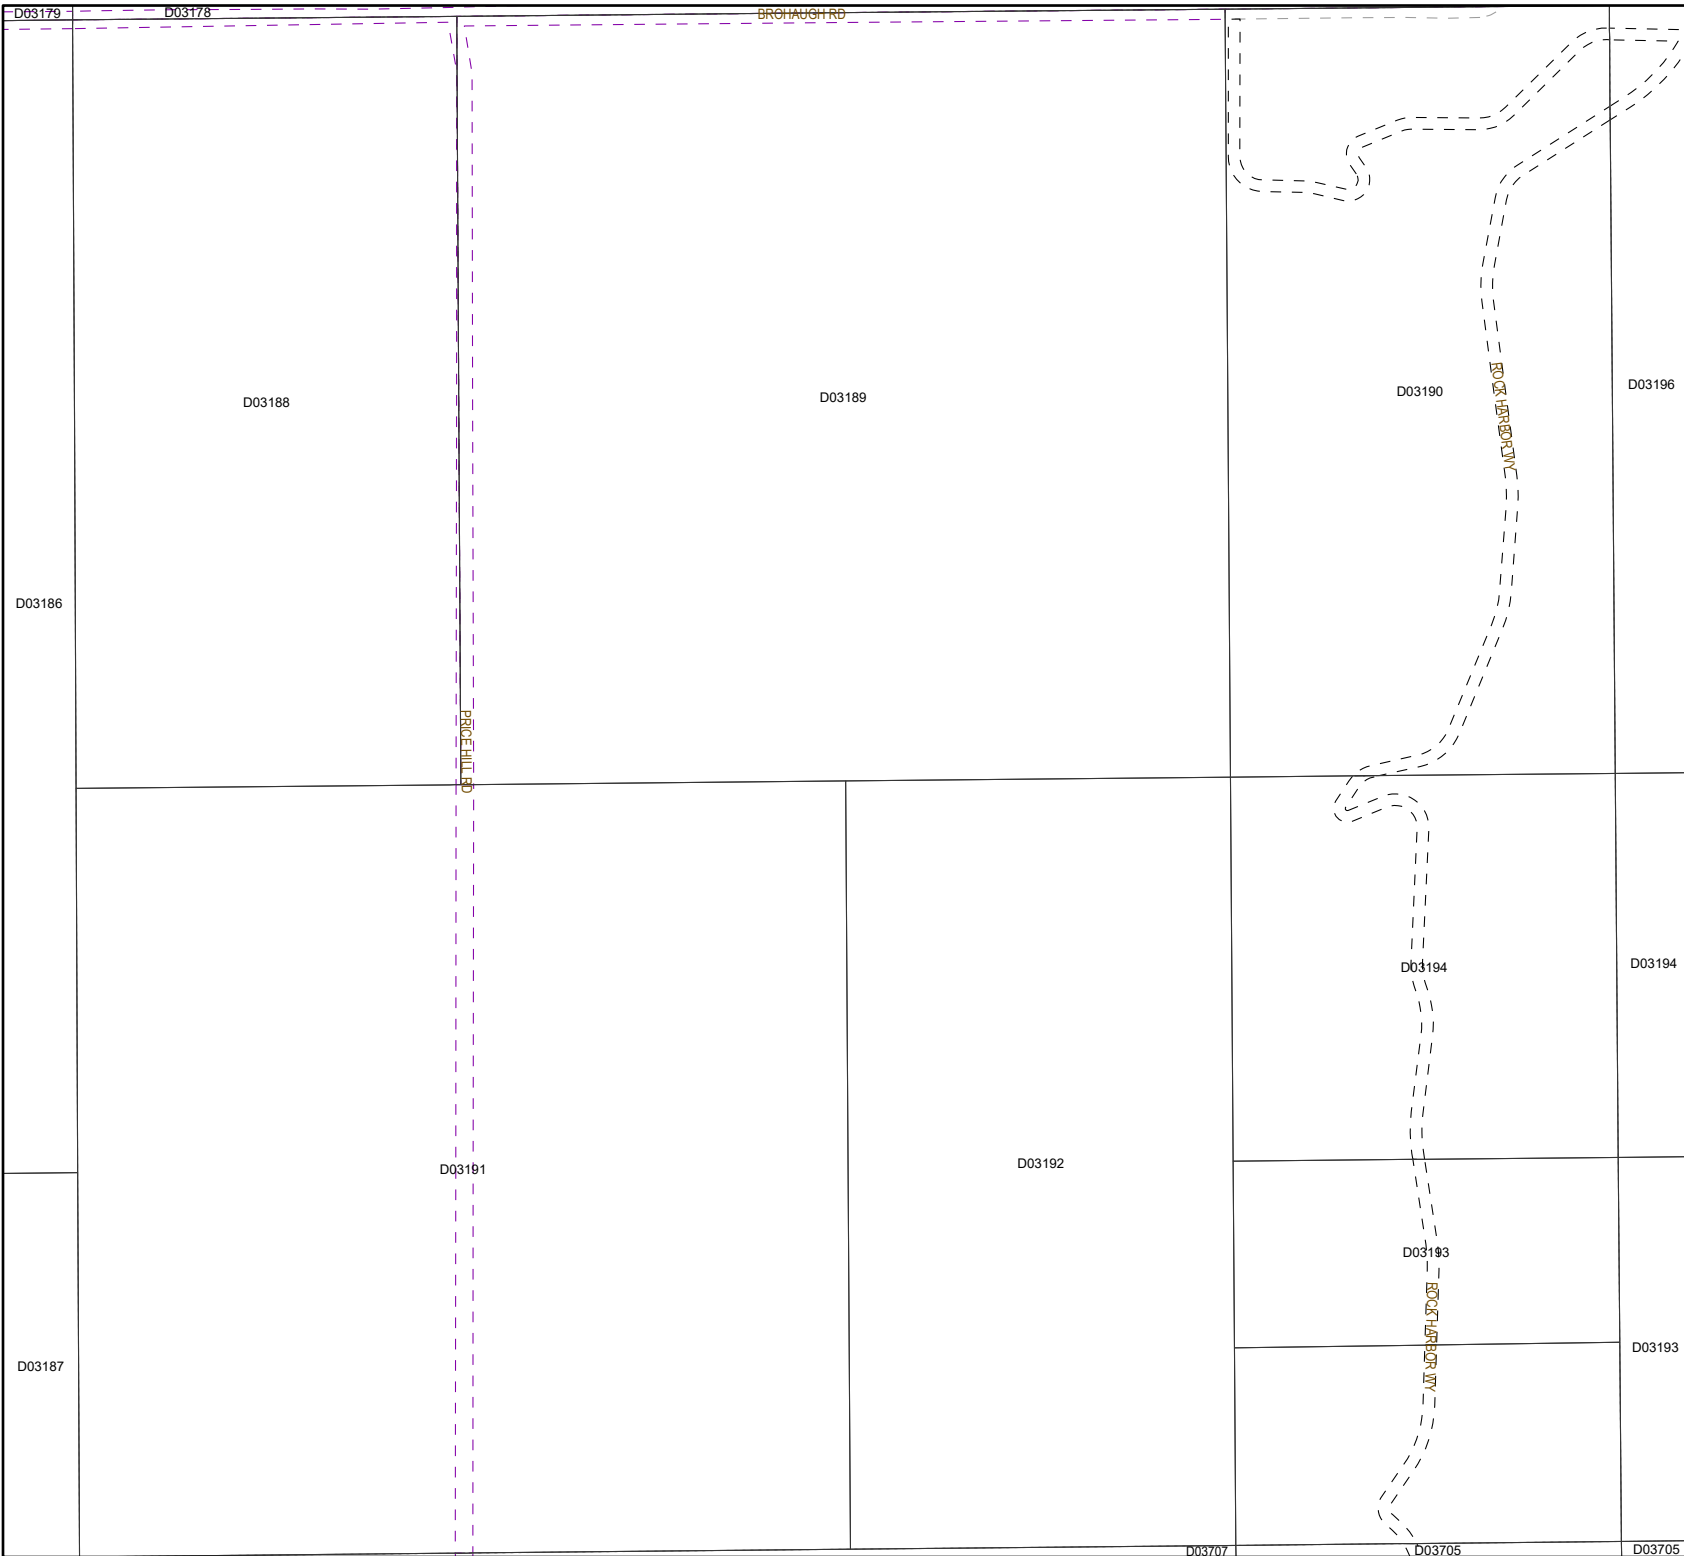 D03179
D03178
BROHAUGH RD
D03188
D03189
D03190
D03196
ROCK HARBOR WY
D03186
PRICE HILL RD
D03194
D03194
D03191
D03192
D03193
ROCK HARBOR WY
D03187
D03193
D03707
D03705
D03705